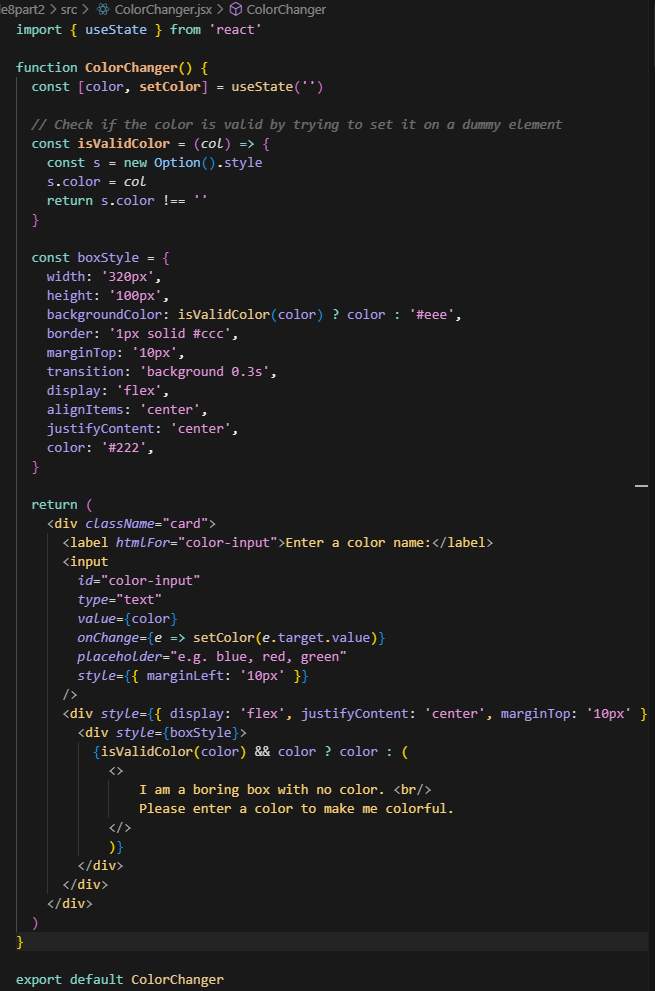 le8part2 > src > ColorChanger.jsx > ColorChanger
import { useState } from 'react'
function ColorChanger() {
const [color, setColor] = useState('')
// Check if the color is valid by trying to set it on a dummy element
const isValidColor = (col) => {
const s = new Option().style
s.color = col
return s.color !== ''
}
const boxStyle = {
width: '320px',
height: '100px',
backgroundColor: isValidColor(color) ? color : '#eee',
border: '1px solid #ccc',
marginTop: '10px',
transition: 'background 0.3s',
display: 'flex',
alignItems: 'center',
justifyContent: 'center',
color: '#222',
}
return (
<div className="card">
<label htmlFor="color-input">Enter a color name:</label>
<input
id="color-input"
type="text"
value={color}
onChange={e => setColor(e.target.value)}
placeholder="e.g. blue, red, green"
style={{ marginLeft: '10px' }}
/>
<div style={{ display: 'flex', justifyContent: 'center', marginTop: '10px' }
<div style={boxStyle}>
{isValidColor(color) && color ? color : (
<>
I am a boring box with no color. <br/>
Please enter a color to make me colorful.
</>
)}
</div>
</div>
</div>
)
}
export default ColorChanger